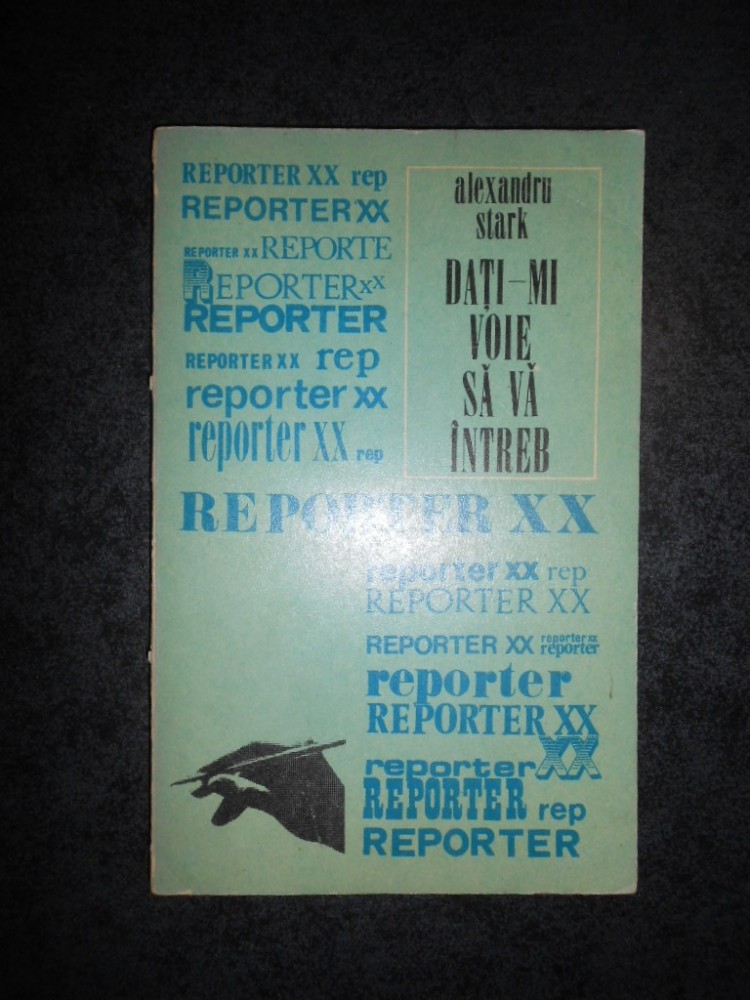 REPORTER XX rep
REPORTER XX
REPORTER XX REPORTE
REPORTER XX
REPORTER
REPORTER XX rep
reporter XX
reporter XX rep
alexandru
stark
DAȚI-MI
VOIE
SĂ VĂ
ÎNTREB
REPORTER XX
reporter XX rep
REPORTER XX
REPORTER XX reporter xx
reporter
reporter
REPORTER XX
reporter XX
REPORTER rep
REPORTER